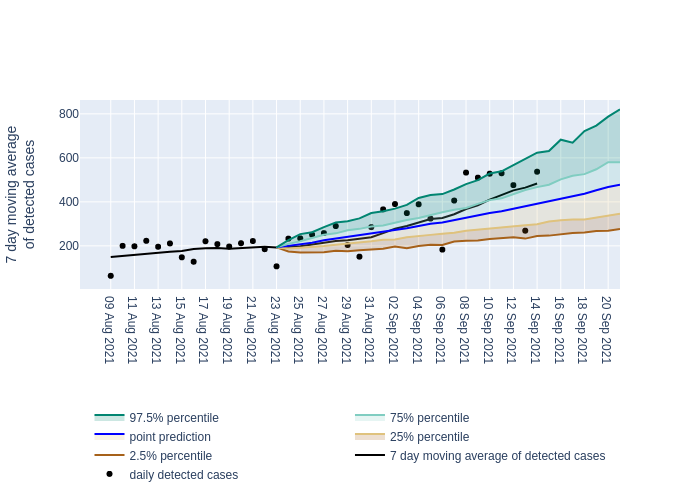 7 day moving average
of detected cases
800
600
400
200
09 Aug 2021
11 Aug 2021
13 Aug 2021
15 Aug 2021
17 Aug 2021
19 Aug 2021
21 Aug 2021
23 Aug 2021
25 Aug 2021
27 Aug 2021
29 Aug 2021
31 Aug 2021
02 Sep 2021
04 Sep 2021
06 Sep 2021
08 Sep 2021
10 Sep 2021
12 Sep 2021
14 Sep 2021
16 Sep 2021
18 Sep 2021
20 Sep 2021
97.5% percentile
75% percentile
point prediction
25% percentile
2.5% percentile
7 day moving average of detected cases
daily detected cases